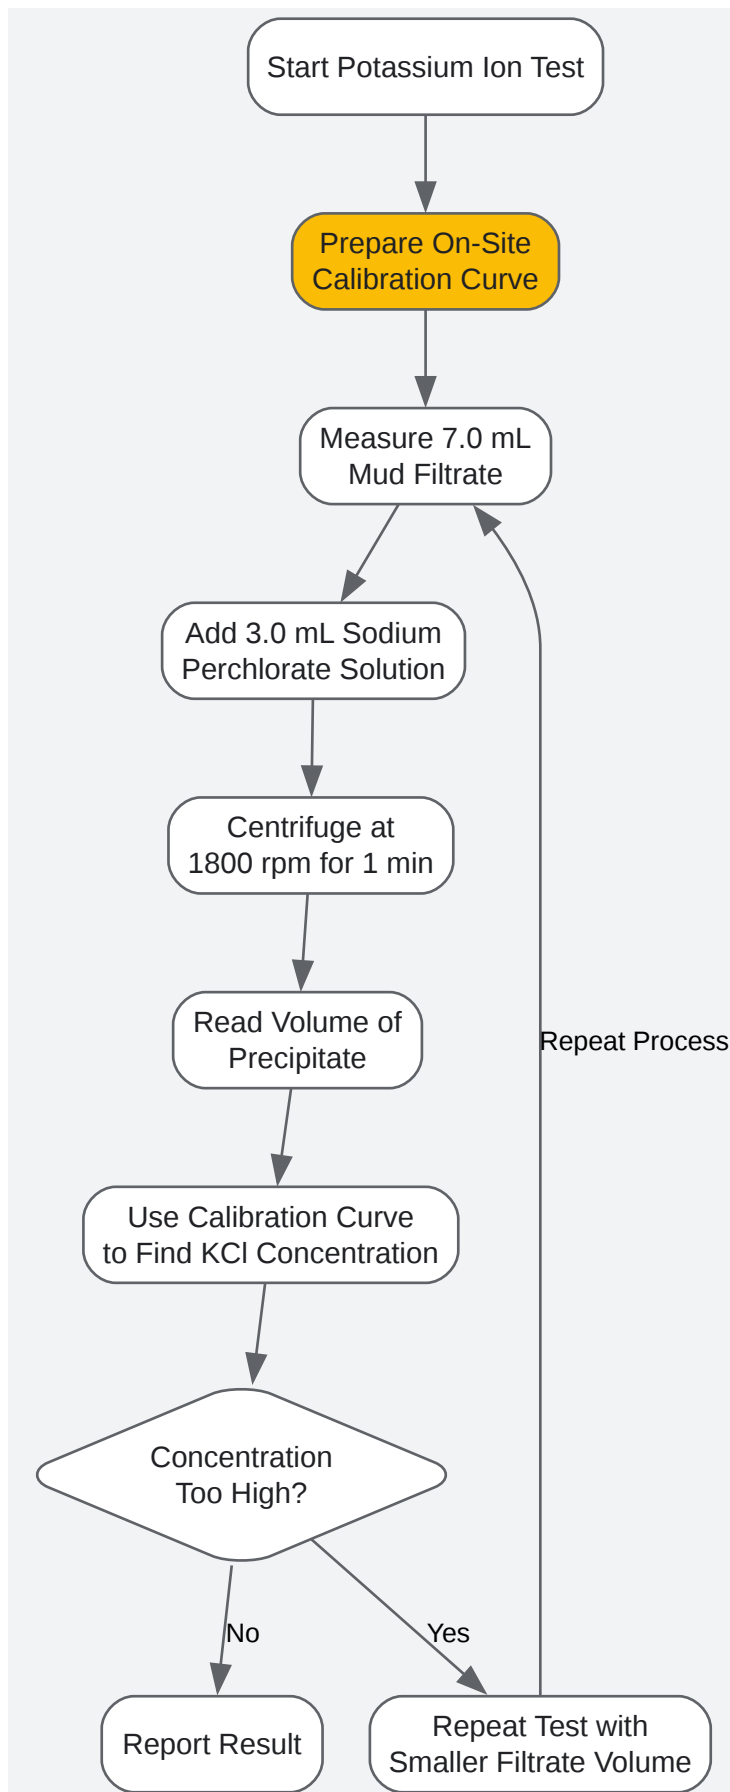 Start Potassium Ion Test
Prepare On-Site
Calibration Curve
Measure 7.0 mL
Mud Filtrate
Add 3.0 mL Sodium
Perchlorate Solution
Centrifuge at
1800 rpm for 1 min
Read Volume of
Precipitate
Repeat Process
Use Calibration Curve
to Find KCl Concentration
Concentration
Too High?
No
Yes
Report Result
Repeat Test with
Smaller Filtrate Volume